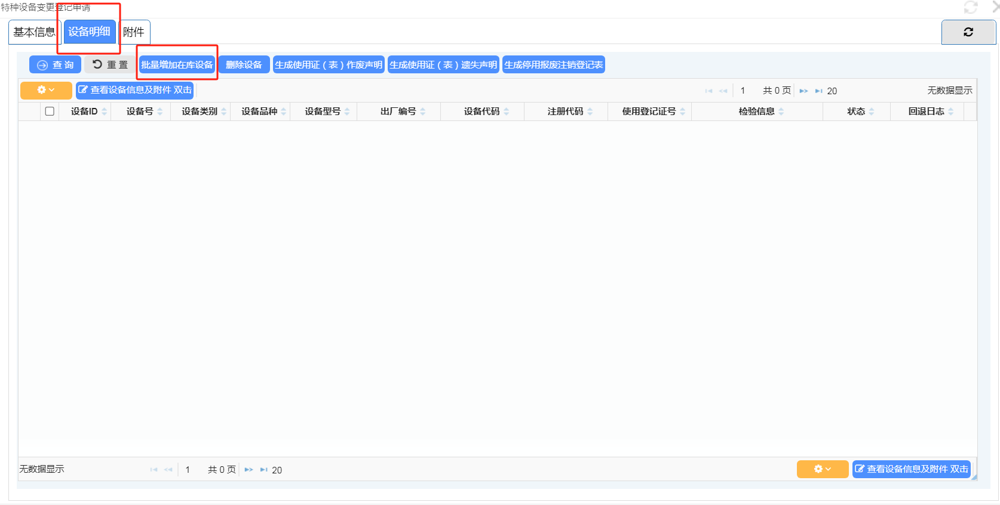 特种设备变更登记申请
基本信息 设备明细 附件
查 询 重 置 批量增加在库设备 删除设备 生成使用证（表）作废声明 生成使用证（表）遗失声明 生成停用报废注销登记表
查看设备信息及附件 双击 1 共 0 页 20 无数据显示
设备ID 设备号 设备类别 设备品种 设备型号 出厂编号 设备代码 注册代码 使用登记证号 检验信息 状态 回退日志
无数据显示 1 共 0 页 20 查看设备信息及附件 双击